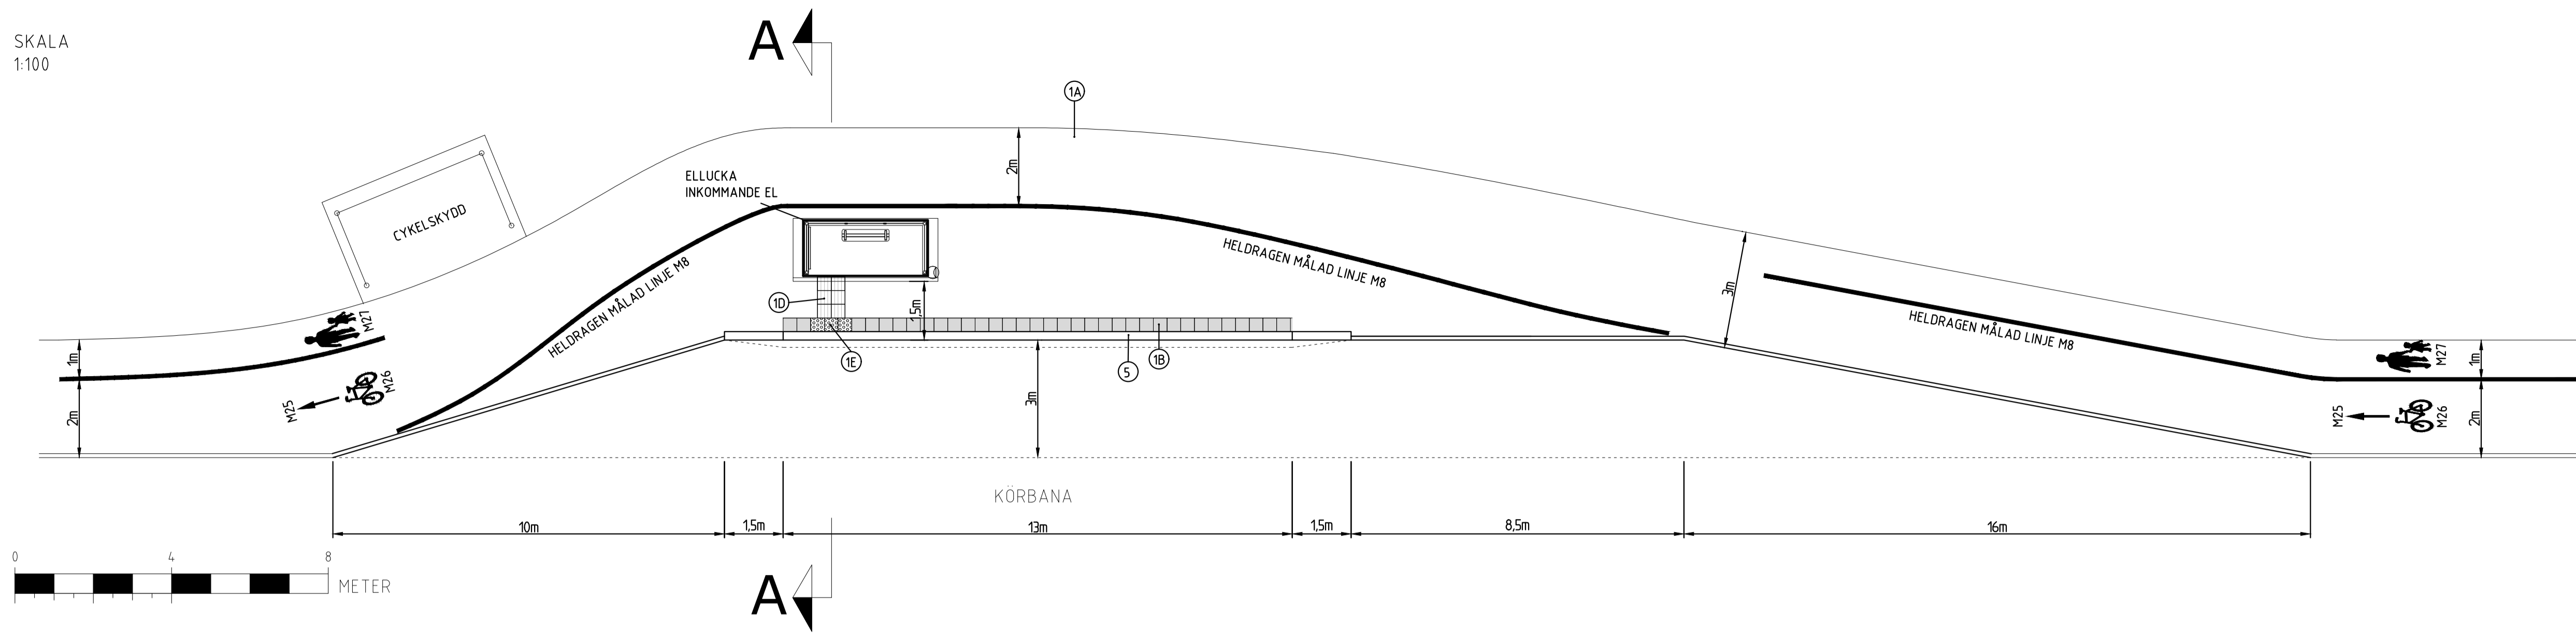 SKALA
1:100
A
1A
2m
ELLUCKA
INKOMMANDE EL
CYKELSKYDD
HELDRAGEN MÅLAD LINJE M8
HELDRAGEN MÅLAD LINJE M8
3m
HELDRAGEN MÅLAD LINJE M8
1D
1,5m
1E
5
1B
3m
M27
1m
M26
M25
2m
M27
1m
M25
M26
2m
KÖRBANA
10m
1,5m
13m
1,5m
8,5m
16m
0
4
8
METER
A